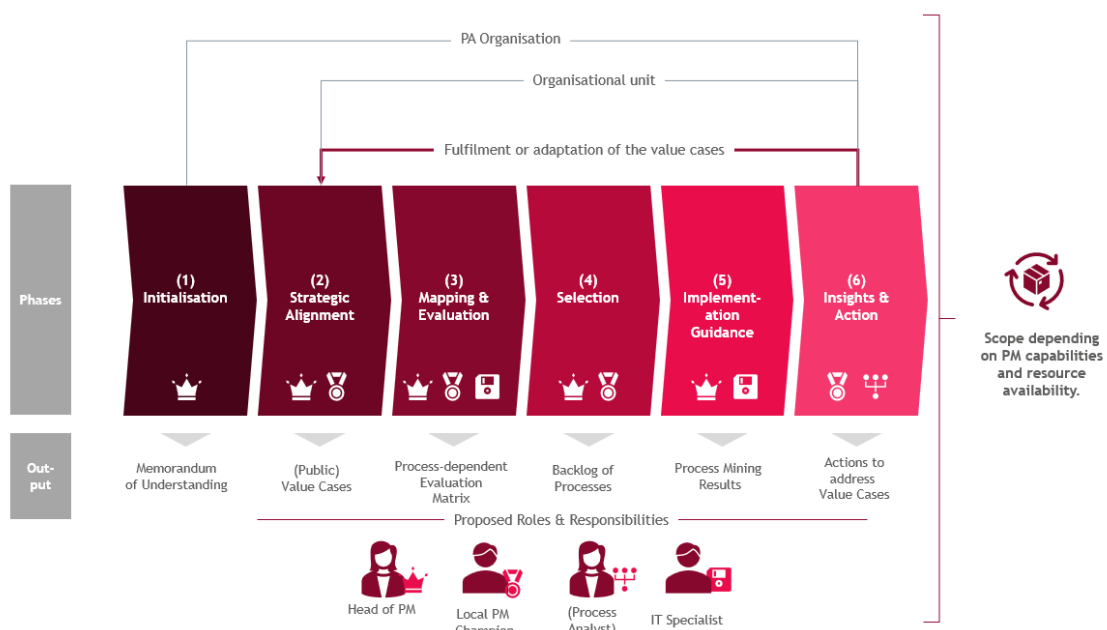 PA Organisation
Organisational unit
Fulfilment or adaptation of the value cases
Phases
(1)
Initialisation
(2)
Strategic
Alignment
(3)
Mapping &
Evaluation
(4)
Selection
(5)
Implement-
ation
Guidance
(6)
Insights &
Action
Scope depending
on PM capabilities
and resource
availability.
Out-
put
Memorandum
of Understanding
(Public)
Value Cases
Process-dependent
Evaluation
Matrix
Backlog of
Processes
Process Mining
Results
Actions to
address
Value Cases
Proposed Roles & Responsibilities
Head of PM
Local PM
Champion
(Process
Analyst)
IT Specialist